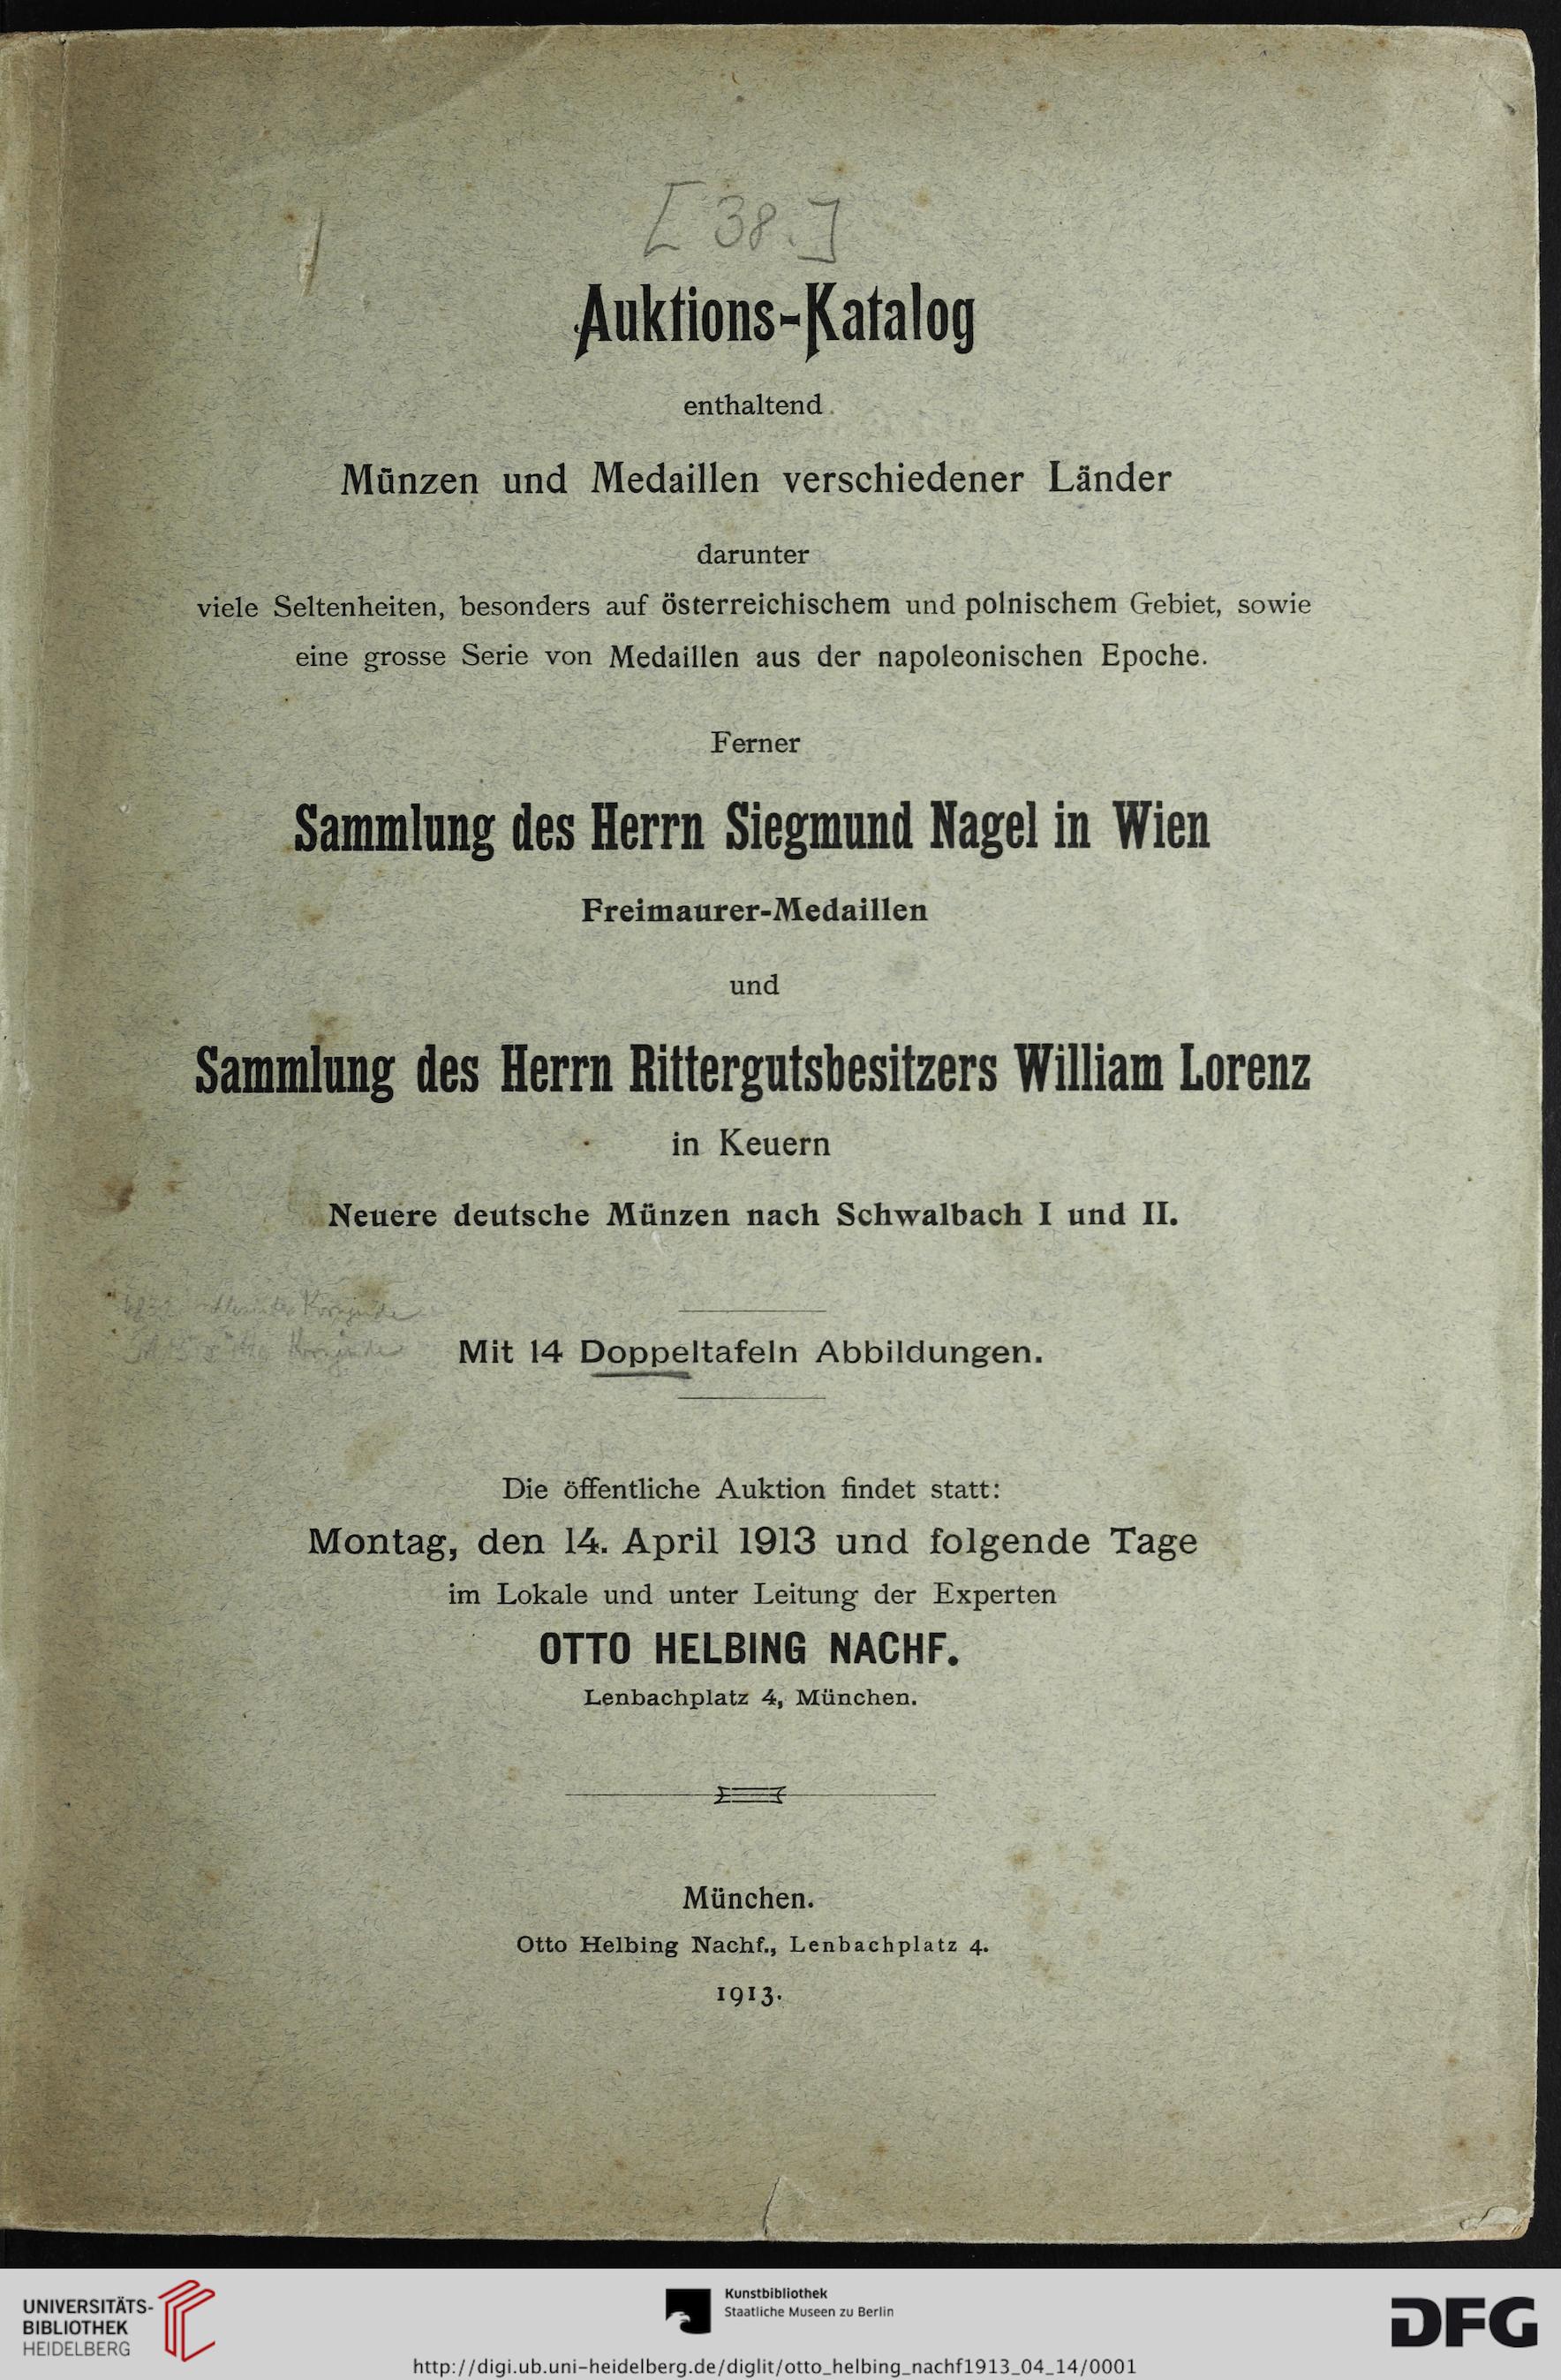 [38.]
Auktions-Katalog
enthaltend
Münzen und Medaillen verschiedener Länder
darunter
viele Seltenheiten, besonders auf österreichischem und polnischem Gebiet, sowie
eine grosse Serie von Medaillen aus der napoleonischen Epoche.
Ferner
Sammlung des Herrn Siegmund Nagel in Wien
Freimaurer-Medaillen
und
Sammlung des Herrn Rittergutsbesitzers William Lorenz
in Keuern
Neuere deutsche Münzen nach Schwalbach I und II.
Mit 14 Doppeltafeln Abbildungen.
Die öffentliche Auktion findet statt:
Montag, den 14. April 1913 und folgende Tage
im Lokale und unter Leitung der Experten
OTTO HELBING NACHF.
Lenbachplatz 4, München.
München.
Otto Helbing Nachf., Lenbachplatz 4.
1913.
UNIVERSITÄTS-
BIBLIOTHEK
HEIDELBERG
Kunstbibliothek
Staatliche Museen zu Berlin
DFG
http://digi.ub.uni-heidelberg.de/diglit/otto_helbing_nachf1913_04_14/0001